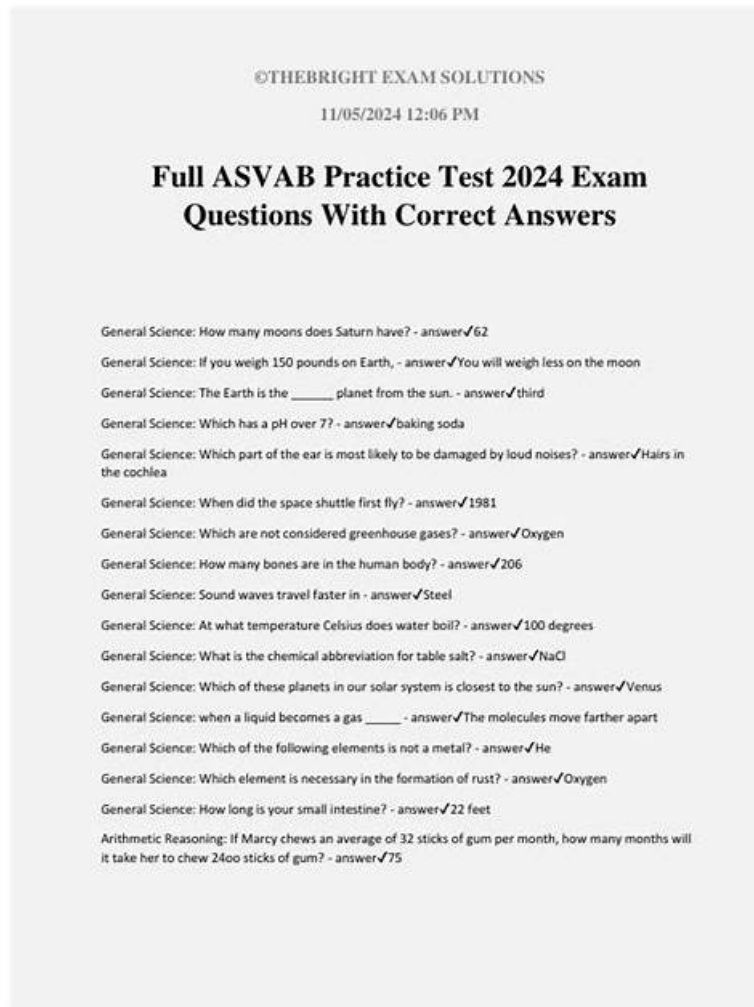 ©THEBRIGHT EXAM SOLUTIONS
11/05/2024 12:06 PM
Full ASVAB Practice Test 2024 Exam
Questions With Correct Answers
General Science: How many moons does Saturn have? - answer✔62
General Science: If you weigh 150 pounds on Earth, - answer✔You will weigh less on the moon
General Science: The Earth is the ______ planet from the sun. - answer✔third
General Science: Which has a pH over 7? - answer✔baking soda
General Science: Which part of the ear is most likely to be damaged by loud noises? - answer✔Hairs in
the cochlea
General Science: When did the space shuttle first fly? - answer✔1981
General Science: Which are not considered greenhouse gases? - answer✔Oxygen
General Science: How many bones are in the human body? - answer✔206
General Science: Sound waves travel faster in - answer✔Steel
General Science: At what temperature Celsius does water boil? - answer✔100 degrees
General Science: What is the chemical abbreviation for table salt? - answer✔NaCl
General Science: Which of these planets in our solar system is closest to the sun? - answer✔Venus
General Science: when a liquid becomes a gas _____ - answer✔The molecules move farther apart
General Science: Which of the following elements is not a metal? - answer✔He
General Science: Which element is necessary in the formation of rust? - answer✔Oxygen
General Science: How long is your small intestine? - answer✔22 feet
Arithmetic Reasoning: If Marcy chews an average of 32 sticks of gum per month, how many months will
it take her to chew 24oo sticks of gum? - answer✔75